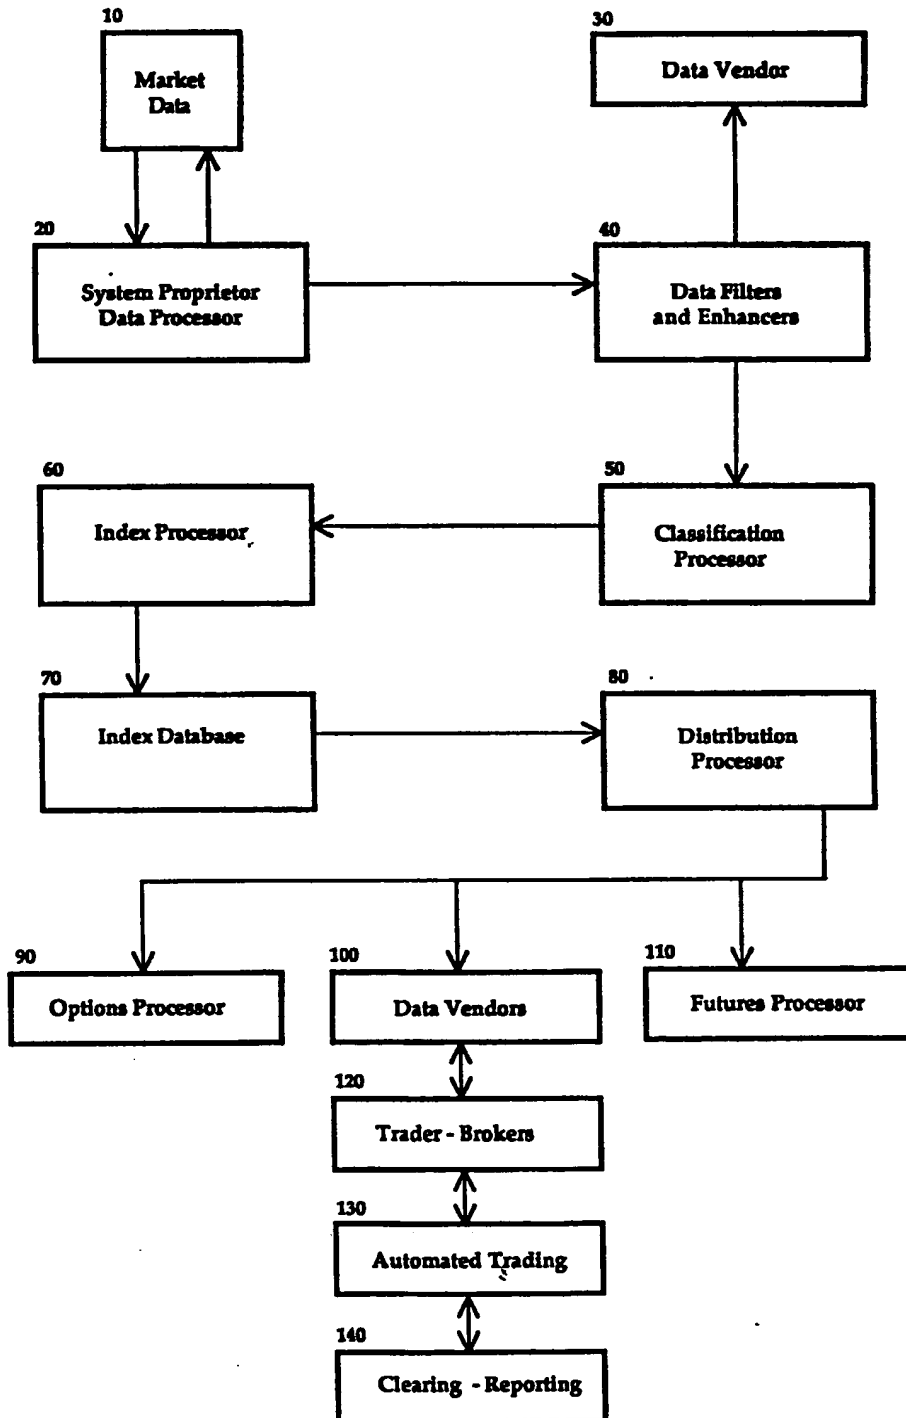 10
Market
Data
30
Data Vendor
20
System Proprietor
Data Processor
40
Data Filters
and Enhancers
60
Index Processor
50
Classification
Processor
70
Index Database
80
Distribution
Processor
90
Options Processor
100
Data Vendors
110
Futures Processor
120
Trader - Brokers
130
Automated Trading
140
Clearing - Reporting